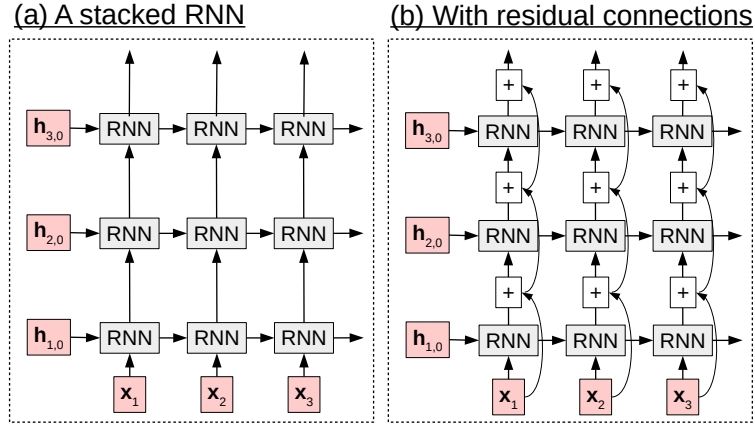 (a) A stacked RNN
h3,0 RNN RNN RNN
h2,0 RNN RNN RNN
h1,0 RNN RNN RNN
x1 x2 x3
(b) With residual connections
+ + +
h3,0 RNN RNN RNN
+ + +
h2,0 RNN RNN RNN
+ + +
h1,0 RNN RNN RNN
x1 x2 x3